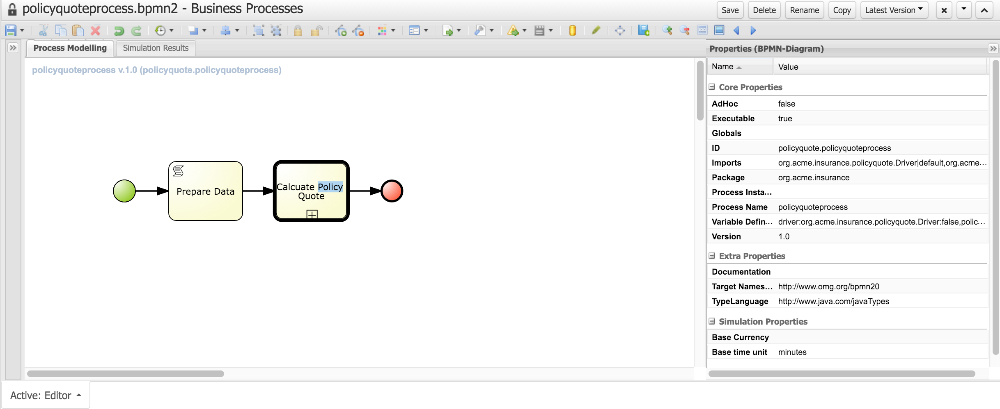 policyquoteprocess.bpmn2 - Business Processes
Save Delete Rename Copy Latest Version
Process Modelling Simulation Results
policyquoteprocess v.1.0 (policyquote.policyquoteprocess)
Prepare Data
Calcuate Policy
Quote
Properties (BPMN-Diagram)
Name Value
Core Properties
AdHoc false
Executable true
Globals
ID policyquote.policyquoteprocess
Imports org.acme.insurance.policyquote.Driver|default,org.acme...
Package org.acme.insurance
Process Insta...
Process Name policyquoteprocess
Variable Defin... driver:org.acme.insurance.policyquote.Driver:false,polic...
Version 1.0
Extra Properties
Documentation
Target Names... http://www.omg.org/bpmn20
TypeLanguage http://www.java.com/javaTypes
Simulation Properties
Base Currency
Base time unit minutes
Active: Editor